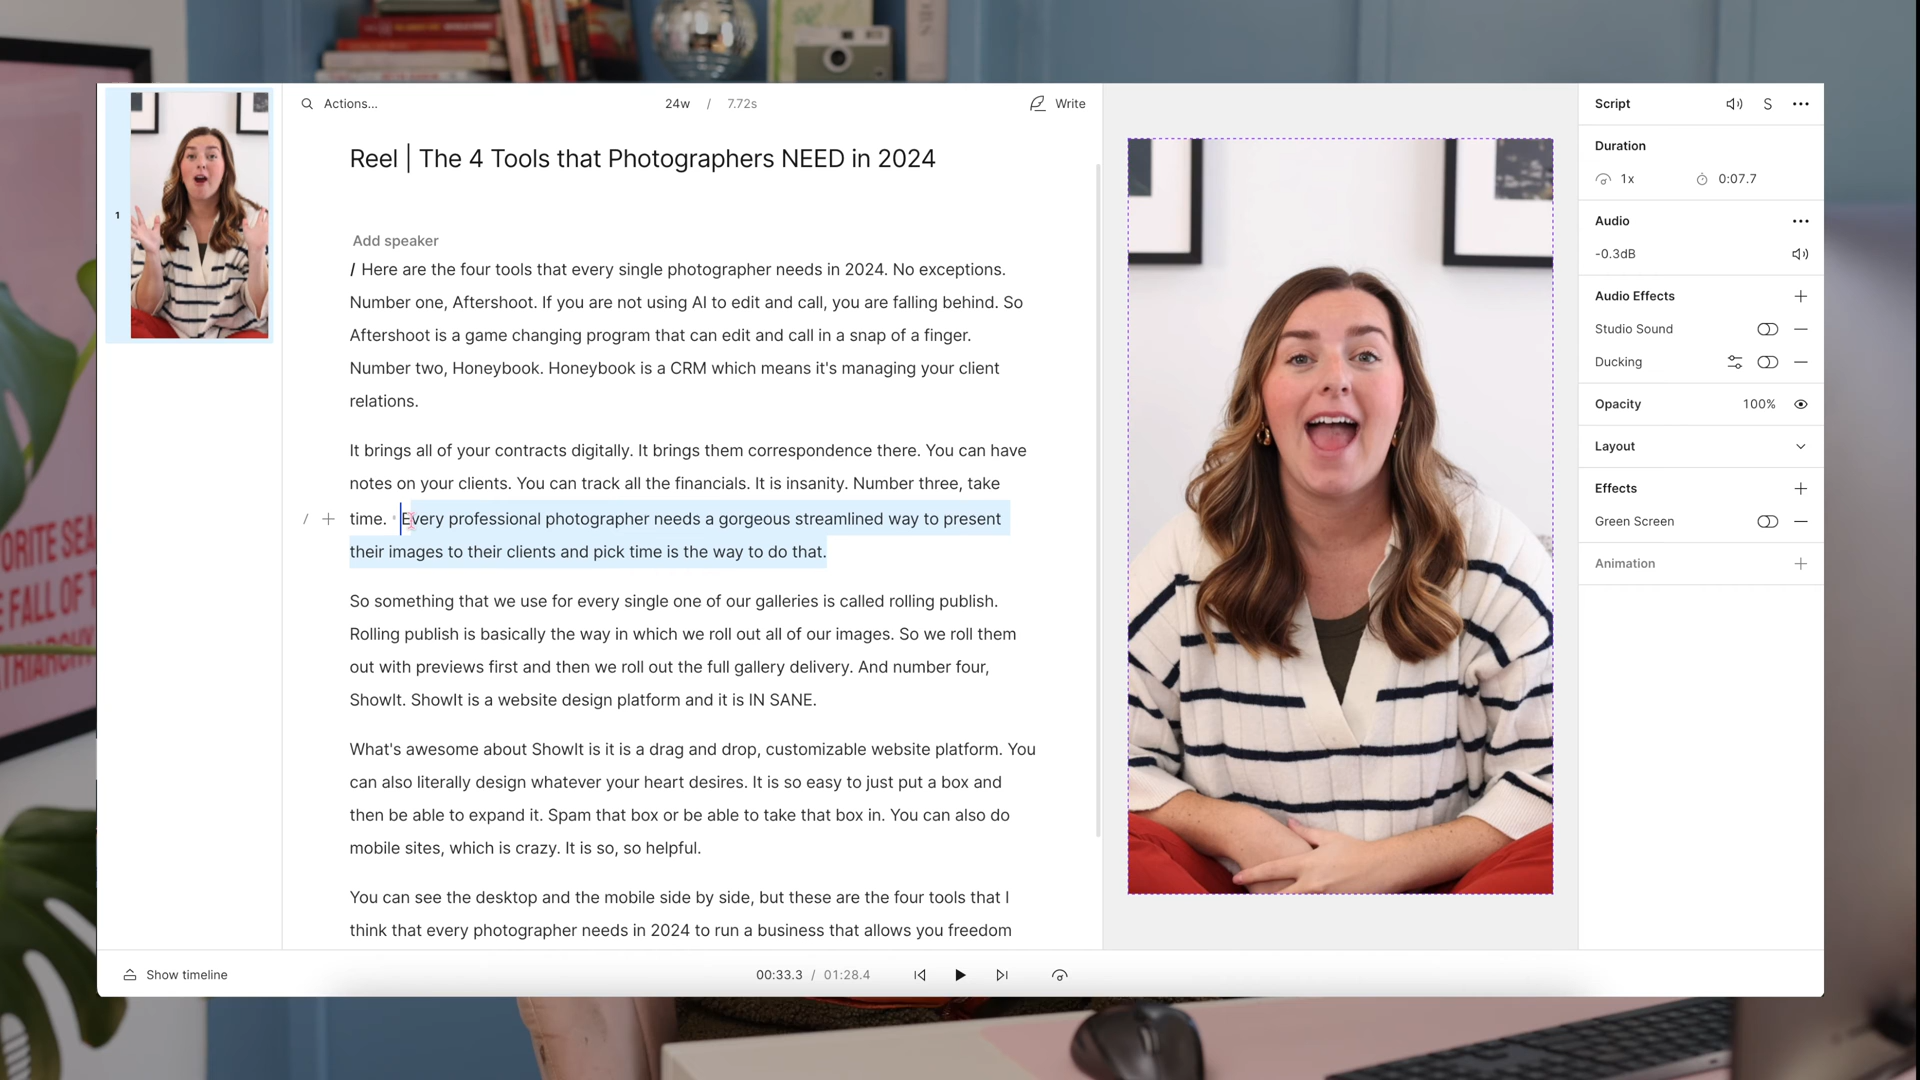 Actions...
24w / 7.72s
Write
Reel | The 4 Tools that Photographers NEED in 2024
Add speaker
/ Here are the four tools that every single photographer needs in 2024. No exceptions.
Number one, Aftershoot. If you are not using AI to edit and call, you are falling behind. So
Aftershoot is a game changing program that can edit and call in a snap of a finger.
Number two, Honeybook. Honeybook is a CRM which means it's managing your client
relations.
It brings all of your contracts digitally. It brings them correspondence there. You can have
notes on your clients. You can track all the financials. It is insanity. Number three, take
/ + time. Every professional photographer needs a gorgeous streamlined way to present
their images to their clients and pick time is the way to do that.
So something that we use for every single one of our galleries is called rolling publish.
Rolling publish is basically the way in which we roll out all of our images. So we roll them
out with previews first and then we roll out the full gallery delivery. And number four,
ShowIt. ShowIt is a website design platform and it is IN SANE.
What's awesome about ShowIt is it is a drag and drop, customizable website platform. You
can also literally design whatever your heart desires. It is so easy to just put a box and
then be able to expand it. Spam that box or be able to take that box in. You can also do
mobile sites, which is crazy. It is so, so helpful.
You can see the desktop and the mobile side by side, but these are the four tools that I
think that every photographer needs in 2024 to run a business that allows you freedom
1
Script S
Duration
1x 0:07.7
Audio
-0.3dB
Audio Effects
Studio Sound
Ducking
Opacity 100%
Layout
Effects
Green Screen
Animation
Show timeline
00:33.3 / 01:28.4
FALL OF